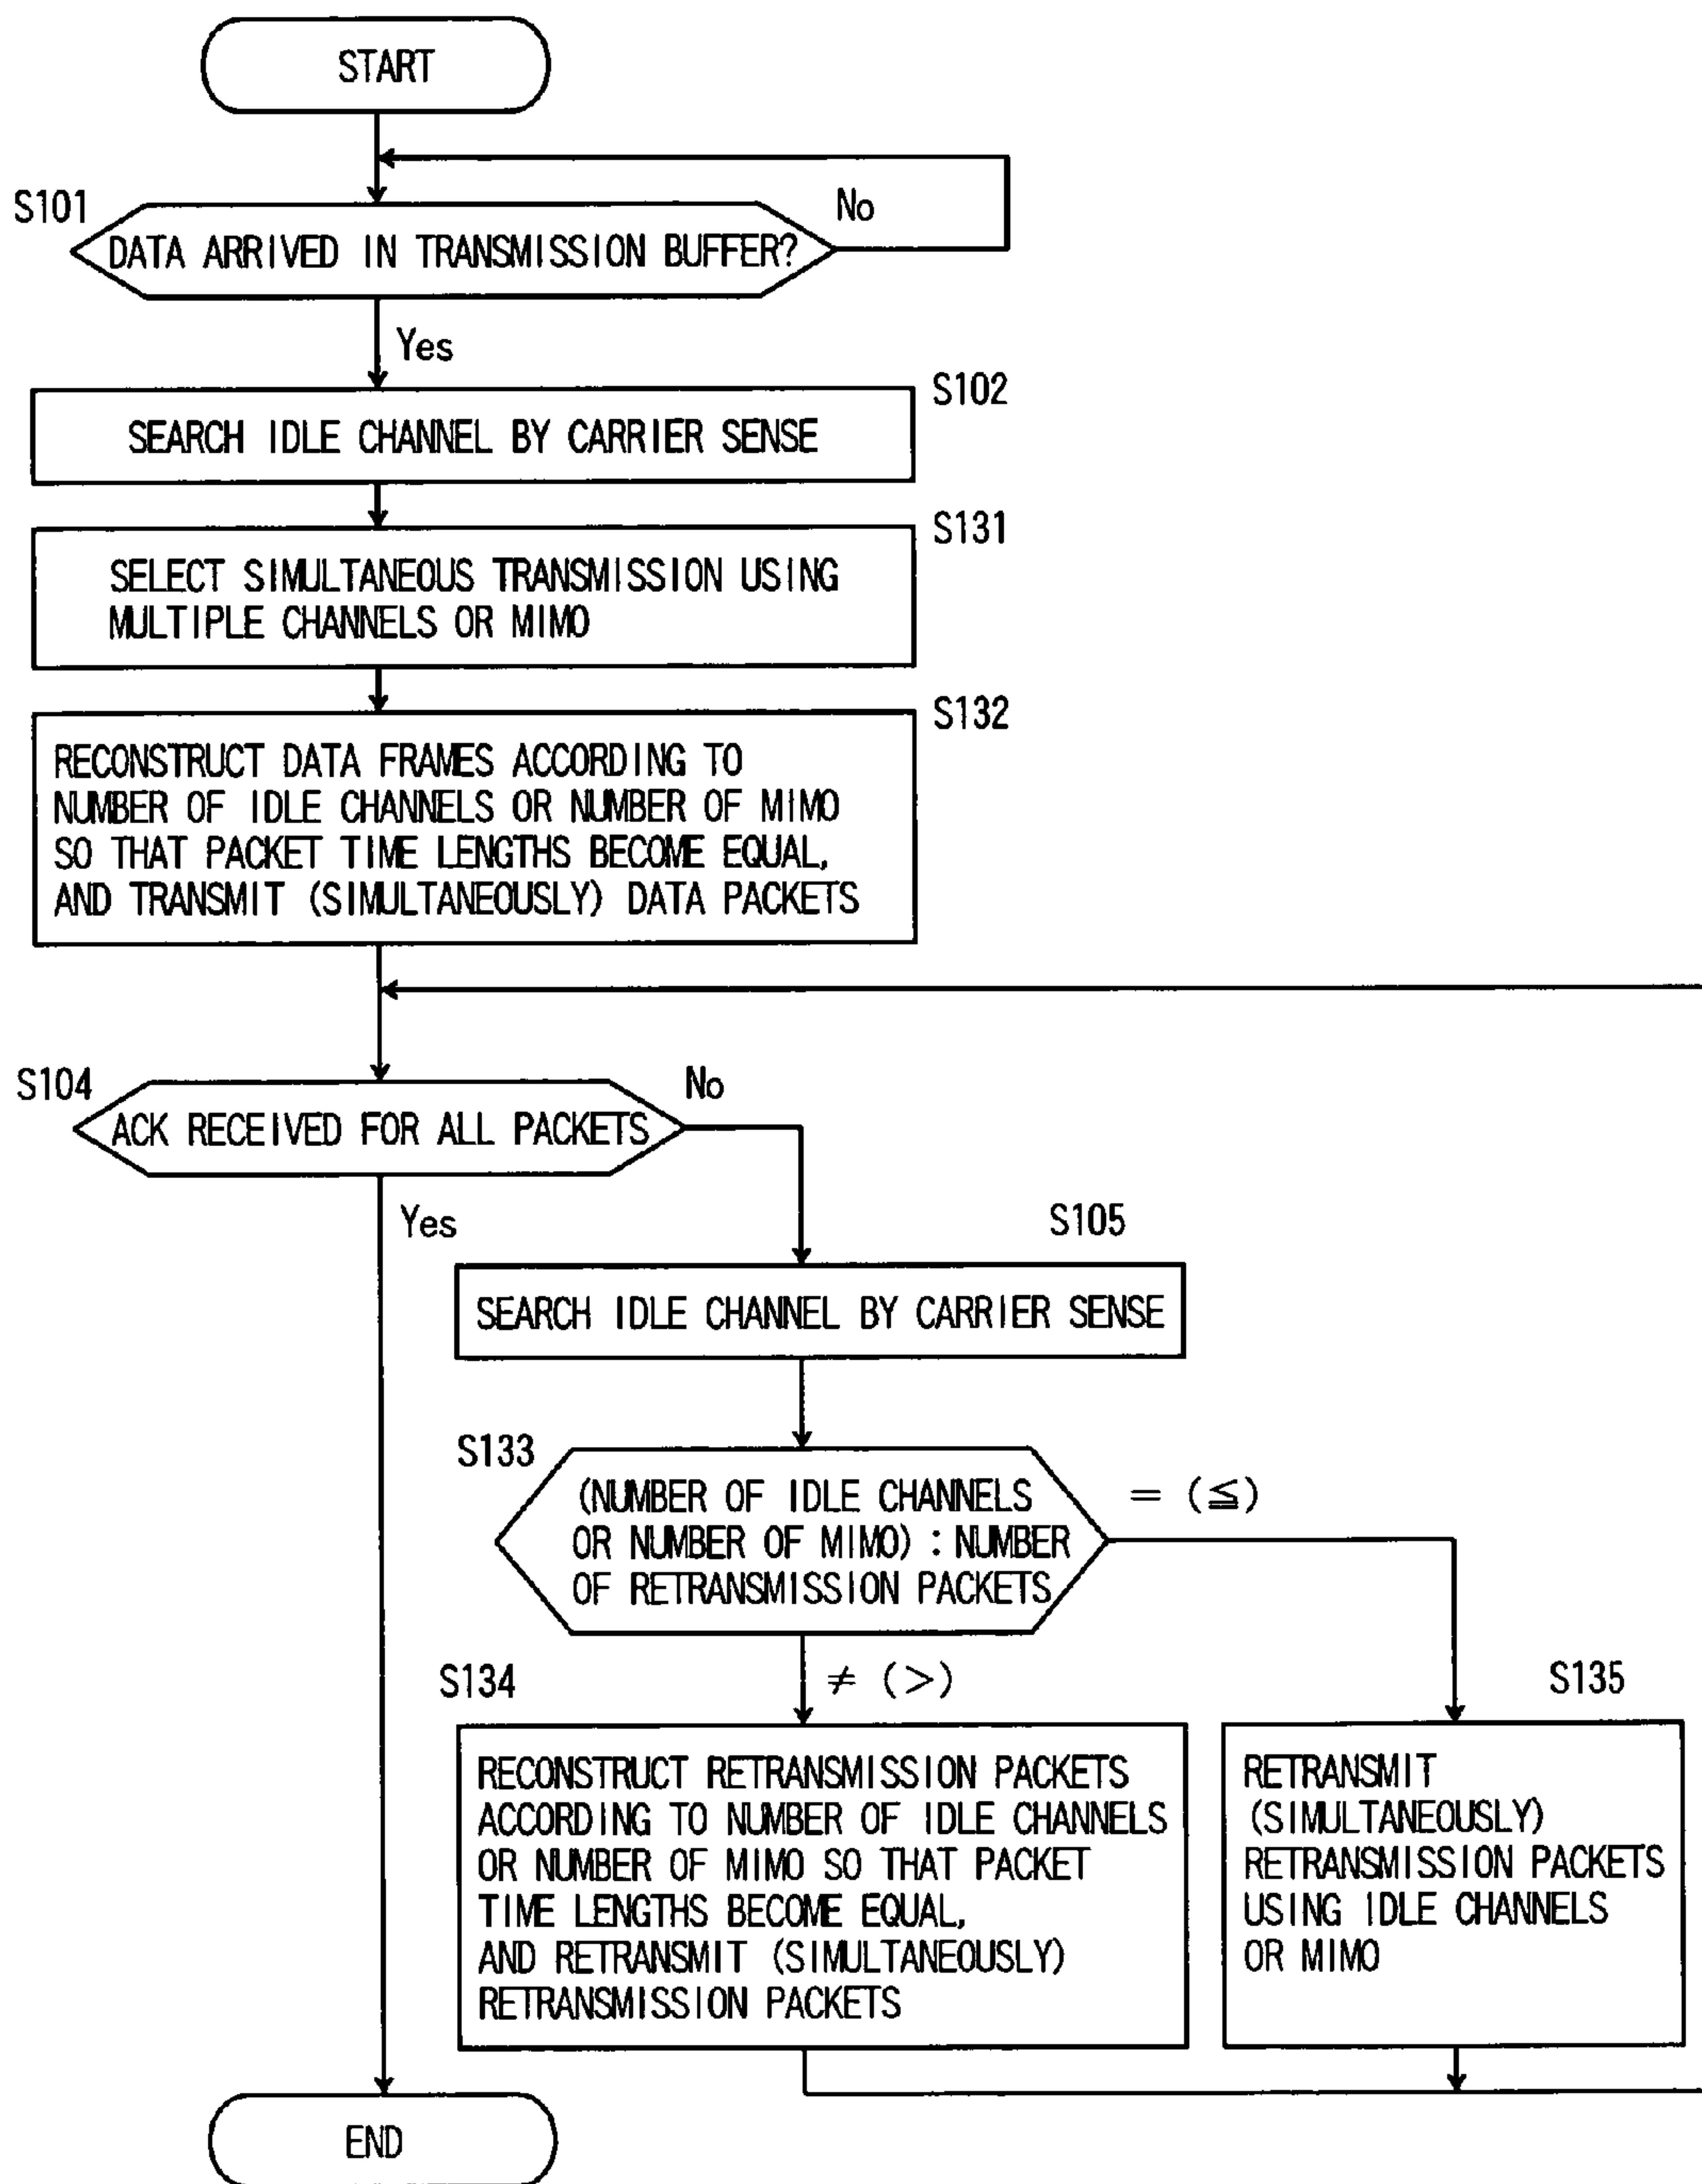 START
S101
No
DATA ARRIVED IN TRANSMISSION BUFFER?
Yes
S102
SEARCH IDLE CHANNEL BY CARRIER SENSE
S131
SELECT SIMULTANEOUS TRANSMISSION USING
MULTIPLE CHANNELS OR MIMO
S132
RECONSTRUCT DATA FRAMES ACCORDING TO
NUMBER OF IDLE CHANNELS OR NUMBER OF MIMO
SO THAT PACKET TIME LENGTHS BECOME EQUAL,
AND TRANSMIT (SIMULTANEOUSLY) DATA PACKETS
S104
No
ACK RECEIVED FOR ALL PACKETS
Yes
S105
SEARCH IDLE CHANNEL BY CARRIER SENSE
S133
(NUMBER OF IDLE CHANNELS
OR NUMBER OF MIMO) : NUMBER
OF RETRANSMISSION PACKETS
= (≦)
≠ (>)
S134
RECONSTRUCT RETRANSMISSION PACKETS
ACCORDING TO NUMBER OF IDLE CHANNELS
OR NUMBER OF MIMO SO THAT PACKET
TIME LENGTHS BECOME EQUAL,
AND RETRANSMIT (SIMULTANEOUSLY)
RETRANSMISSION PACKETS
S135
RETRANSMIT
(SIMULTANEOUSLY)
RETRANSMISSION PACKETS
USING IDLE CHANNELS
OR MIMO
END